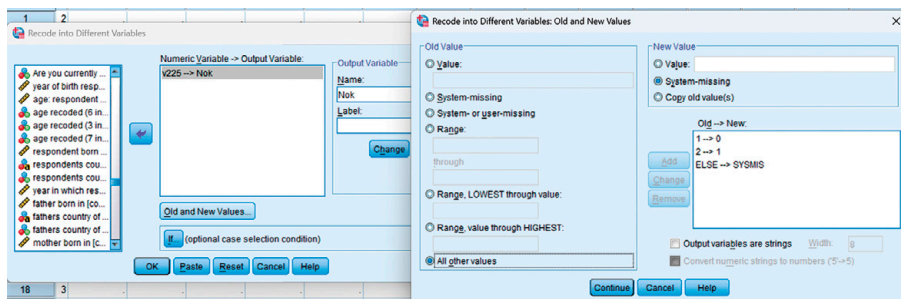 1 2
Recode into Different Variables
Numeric Variable -> Output Variable:
v225 --> Nok
Are you currently ...
year of birth resp...
age: respondent ...
age recoded (6 in...
age recoded (3 in...
age recoded (7 in...
respondent born ...
respondents cou...
respondents cou...
year in which res...
father born in [co...
fathers country of ...
fathers country of ...
mother born in [c...
Output Variable
Name:
Nok
Label:
Change
Old and New Values...
If (optional case selection condition)
OK Paste Reset Cancel Help
18 3
Recode into Different Variables: Old and New Values
Old Value
Value:
System-missing
System- or user-missing
Range:
through
Range, LOWEST through value:
Range, value through HIGHEST:
All other values
New Value
Value:
System-missing
Copy old value(s)
Old --> New:
1 --> 0
2 --> 1
ELSE --> SYSMIS
Add
Change
Remove
Output variables are strings Width: 8
Convert numeric strings to numbers ('5'->5)
Continue Cancel Help